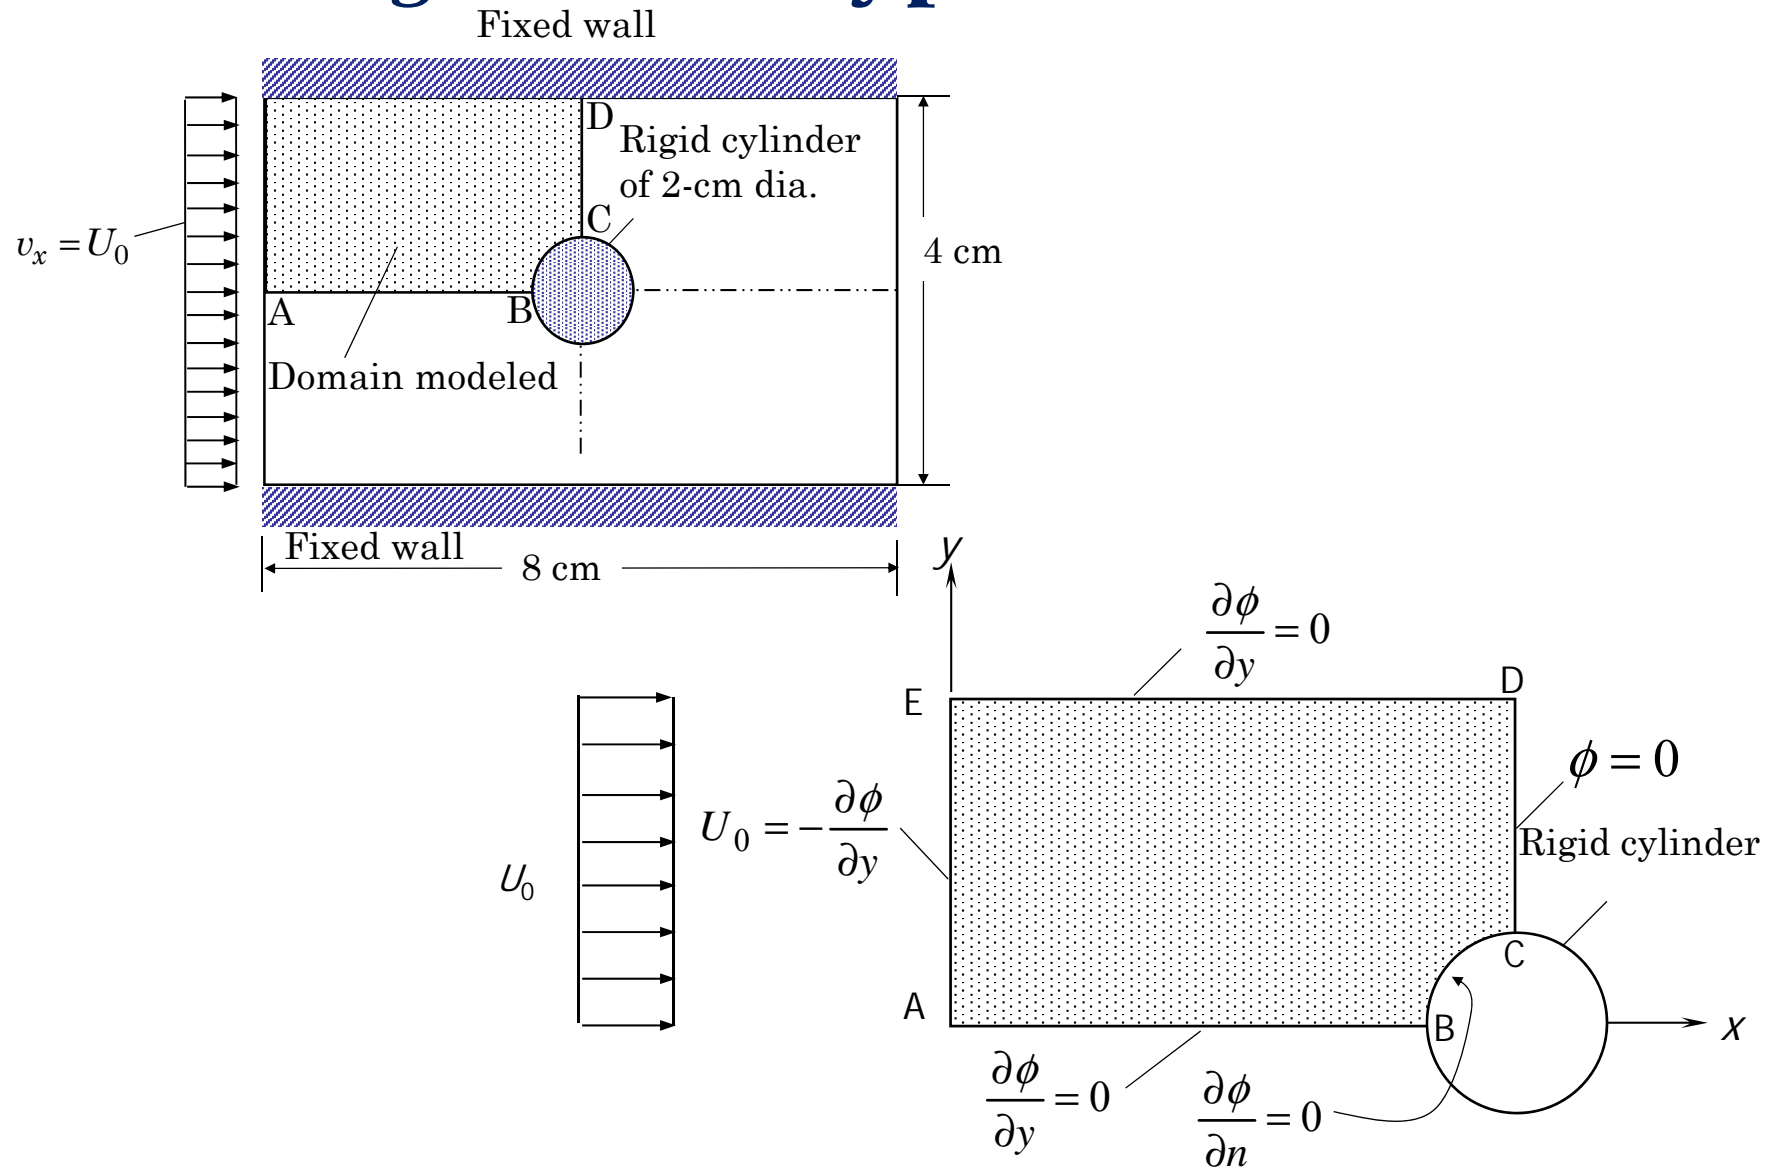 Fixed wall
D
Rigid cylinder
of 2-cm dia.
C
v_x = U_0
4 cm
A
B
Domain modeled
Fixed wall
8 cm
y
∂φ/∂y = 0
E
D
φ = 0
U_0 = −∂φ/∂y
Rigid cylinder
U_0
C
A
B
x
∂φ/∂y = 0
∂φ/∂n = 0